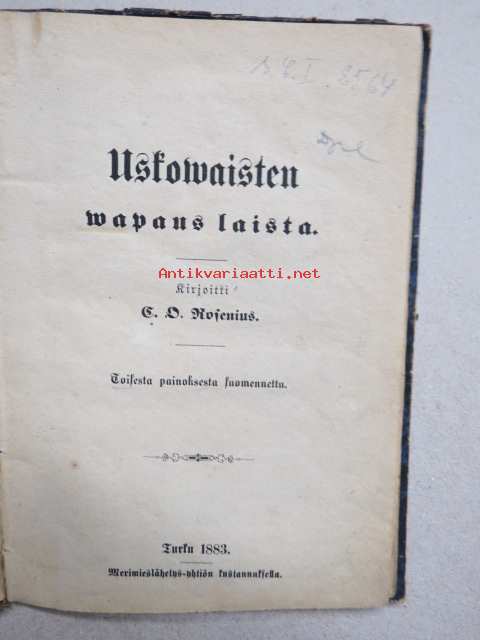 Uskowaisten
wapaus laista.
Antikvariaatti.net
Kirjoitti
C. O. Rosenius.
Toisesta painoksesta suomennettu.
Turku 1883.
Merimieslähetys-yhtiön kustannuksella.